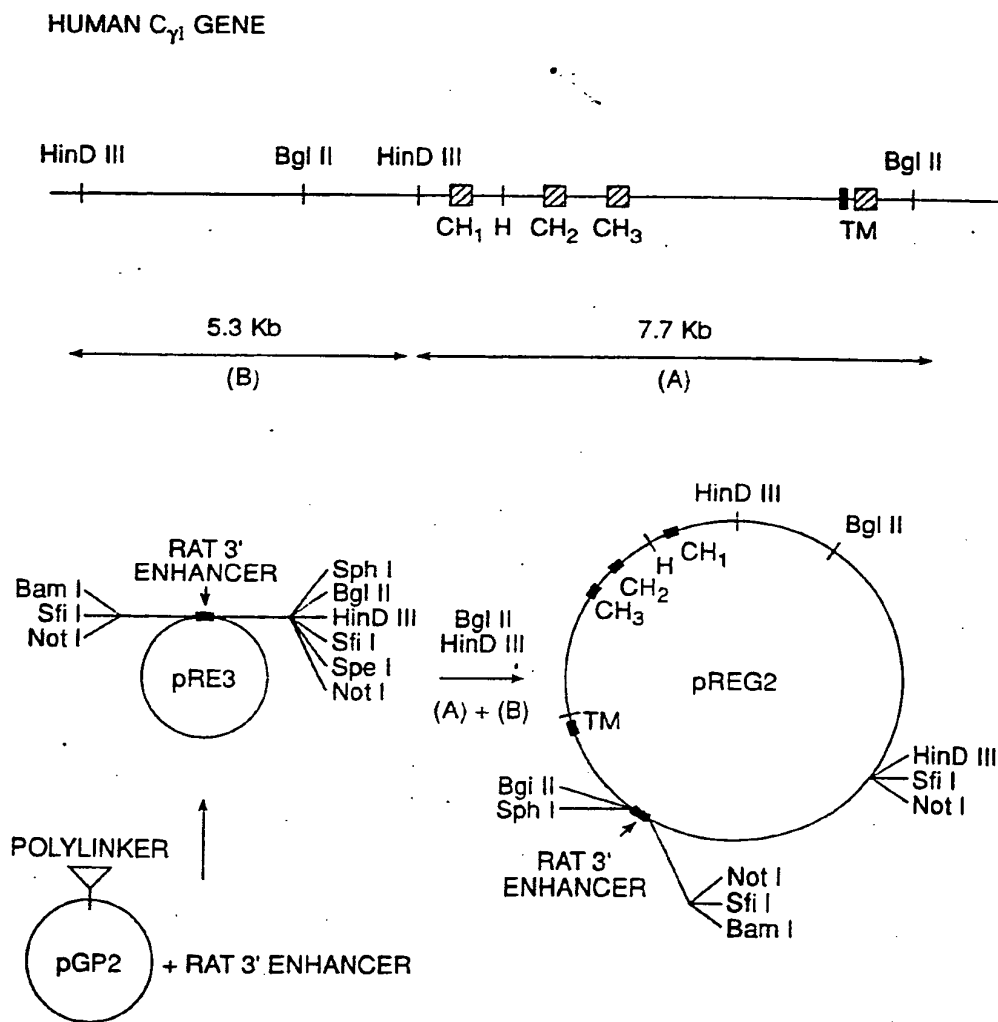 HUMAN Cγ1 GENE
HinD III
Bgl II
HinD III
Bgl II
CH1
H
CH2
CH3
TM
5.3 Kb
7.7 Kb
(B)
(A)
RAT 3'
ENHANCER
Bam I
Sfi I
Not I
Sph I
Bgl II
HinD III
Sfi I
Spe I
Not I
pRE3
Bgl II
HinD III
(A) + (B)
HinD III
Bgl II
CH1
H
CH2
CH3
pREG2
TM
Bgl II
Sph I
HinD III
Sfi I
Not I
RAT 3'
ENHANCER
Not I
Sfi I
Bam I
POLYLINKER
pGP2
+ RAT 3' ENHANCER